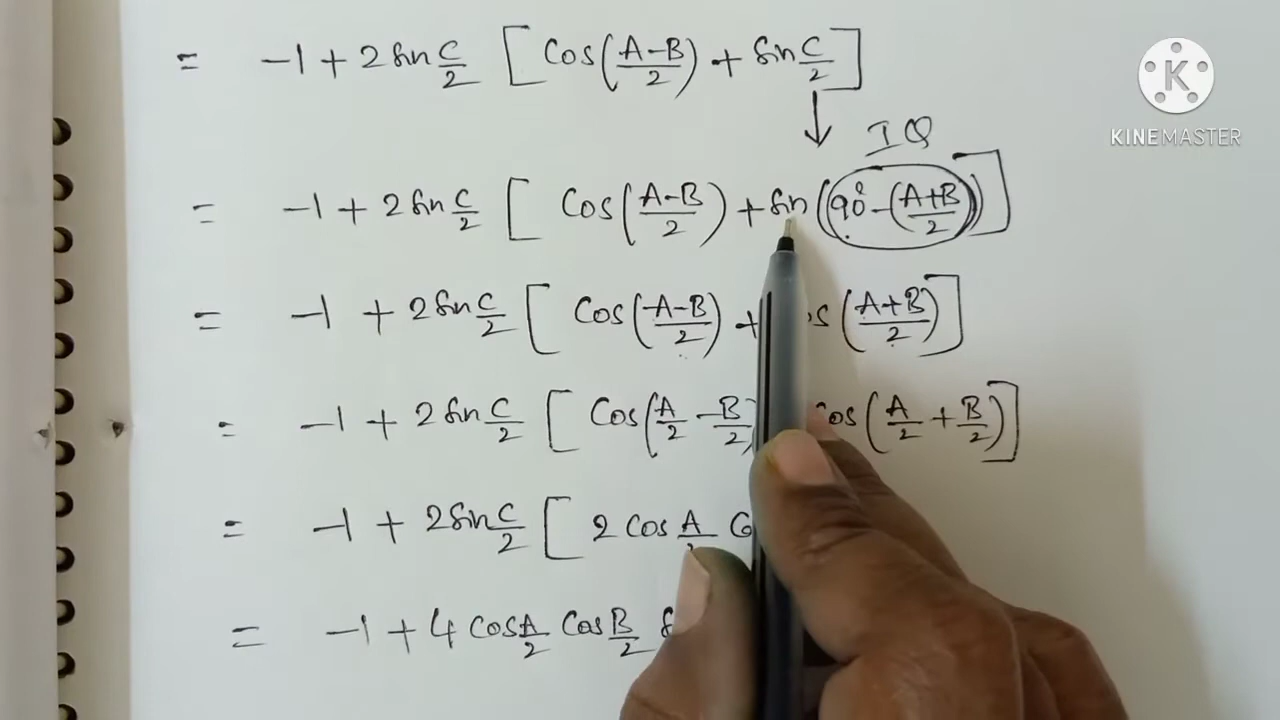 = -1 + 2 Sin C/2 [ Cos(A-B/2) + Sin C/2 ]
K
KINEMASTER
IQ
= -1 + 2 Sin C/2 [ Cos(A-B/2) + Sin(90° - (A+B/2)) ]
= -1 + 2 Sin C/2 [ Cos(A-B/2) + os(A+B/2) ]
= -1 + 2 Sin C/2 [ Cos(A/2 - B/2) Cos(A/2 + B/2) ]
= -1 + 2 Sin C/2 [ 2 Cos A
= -1 + 4 Cos A/2 Cos B/2